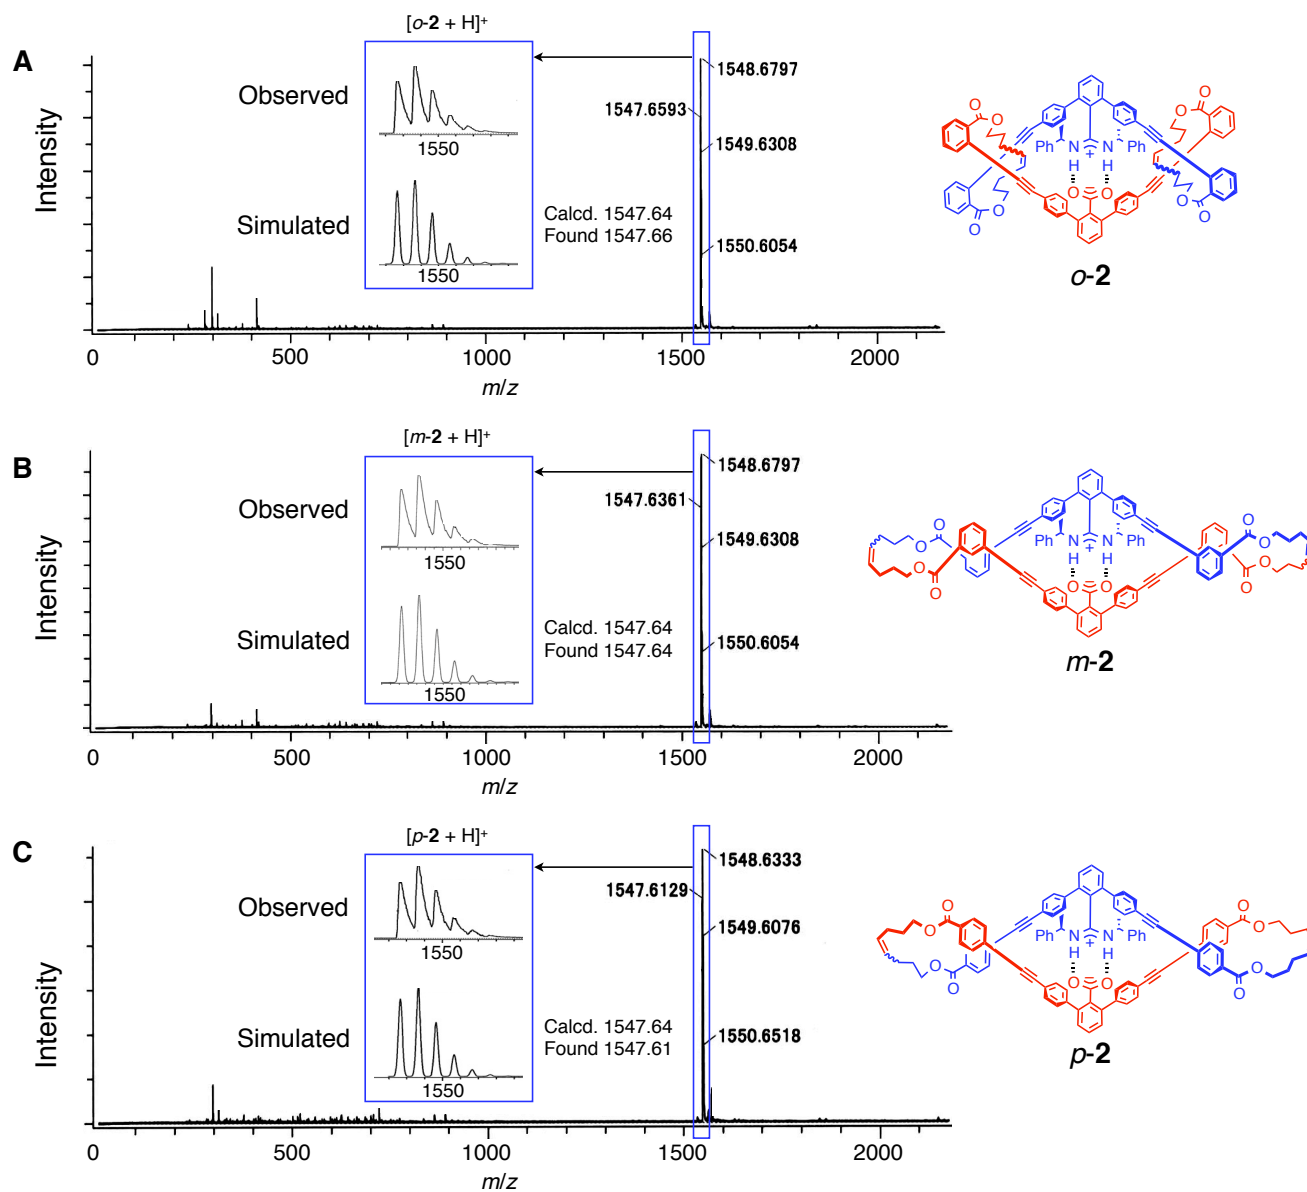 A
[o-2 + H]+
Intensity
Observed
1550
Simulated
1550
Calcd. 1547.64
Found 1547.66
1548.6797
1547.6593
1549.6308
1550.6054
0
500
1000
1500
2000
m/z
O
O
O
O
Ph
N
+
N
Ph
H
H
O
O
O
O
O
O
o-2
B
[m-2 + H]+
Intensity
Observed
1550
Simulated
1550
Calcd. 1547.64
Found 1547.64
1548.6797
1547.6361
1549.6308
1550.6054
0
500
1000
1500
2000
m/z
O
O
O
O
Ph
N
+
N
Ph
H
H
O
O
O
O
O
O
m-2
C
[p-2 + H]+
Intensity
Observed
1550
Simulated
1550
Calcd. 1547.64
Found 1547.61
1548.6333
1547.6129
1549.6076
1550.6518
0
500
1000
1500
2000
m/z
O
O
O
O
Ph
N
+
N
Ph
H
H
O
O
O
O
O
O
p-2